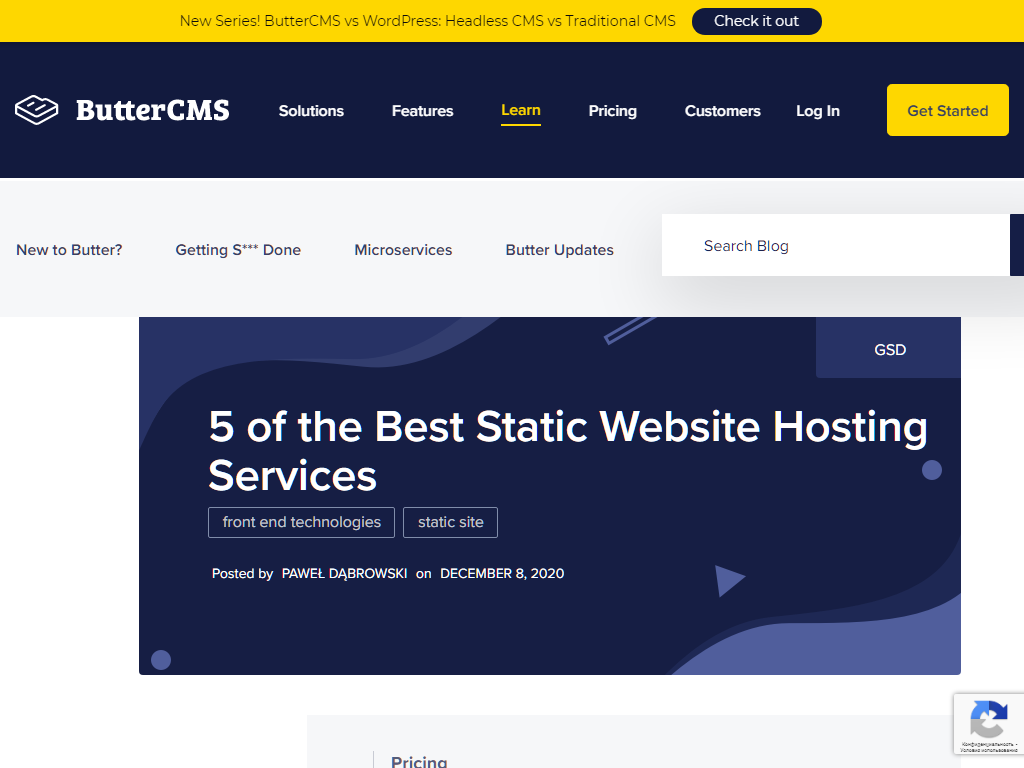 New Series! ButterCMS vs WordPress: Headless CMS vs Traditional CMS Check it out
ButterCMS Solutions Features Learn Pricing Customers Log In Get Started
New to Butter? Getting S*** Done Microservices Butter Updates Search Blog
GSD
5 of the Best Static Website Hosting
Services
front end technologies static site
Posted by PAWEŁ DĄBROWSKI on DECEMBER 8, 2020
Pricing
Конфиденциальность -
Условия использования